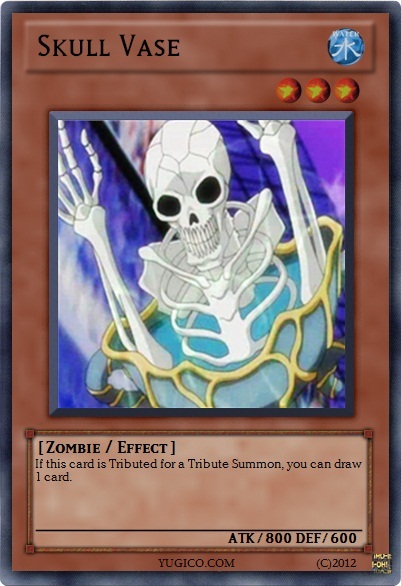 Skull Vase
WATER
水
[Zombie / Effect]
If this card is Tributed for a Tribute Summon, you can draw
1 card.
ATK/800 DEF/600
YUGICO.COM
(C)2012